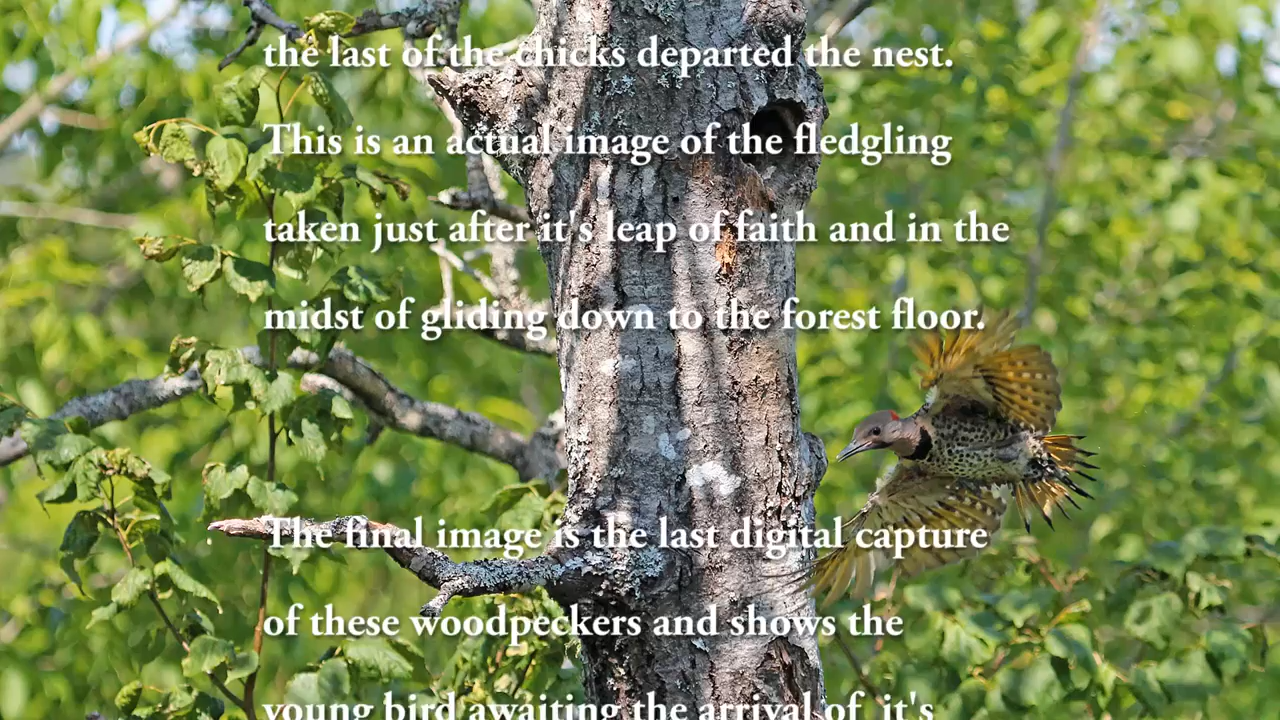 the last of the chicks departed the nest.
This is an actual image of the fledgling
taken just after it's leap of faith and in the
midst of gliding down to the forest floor.
The final image is the last digital capture
of these woodpeckers and shows the
young bird awaiting the arrival of it's